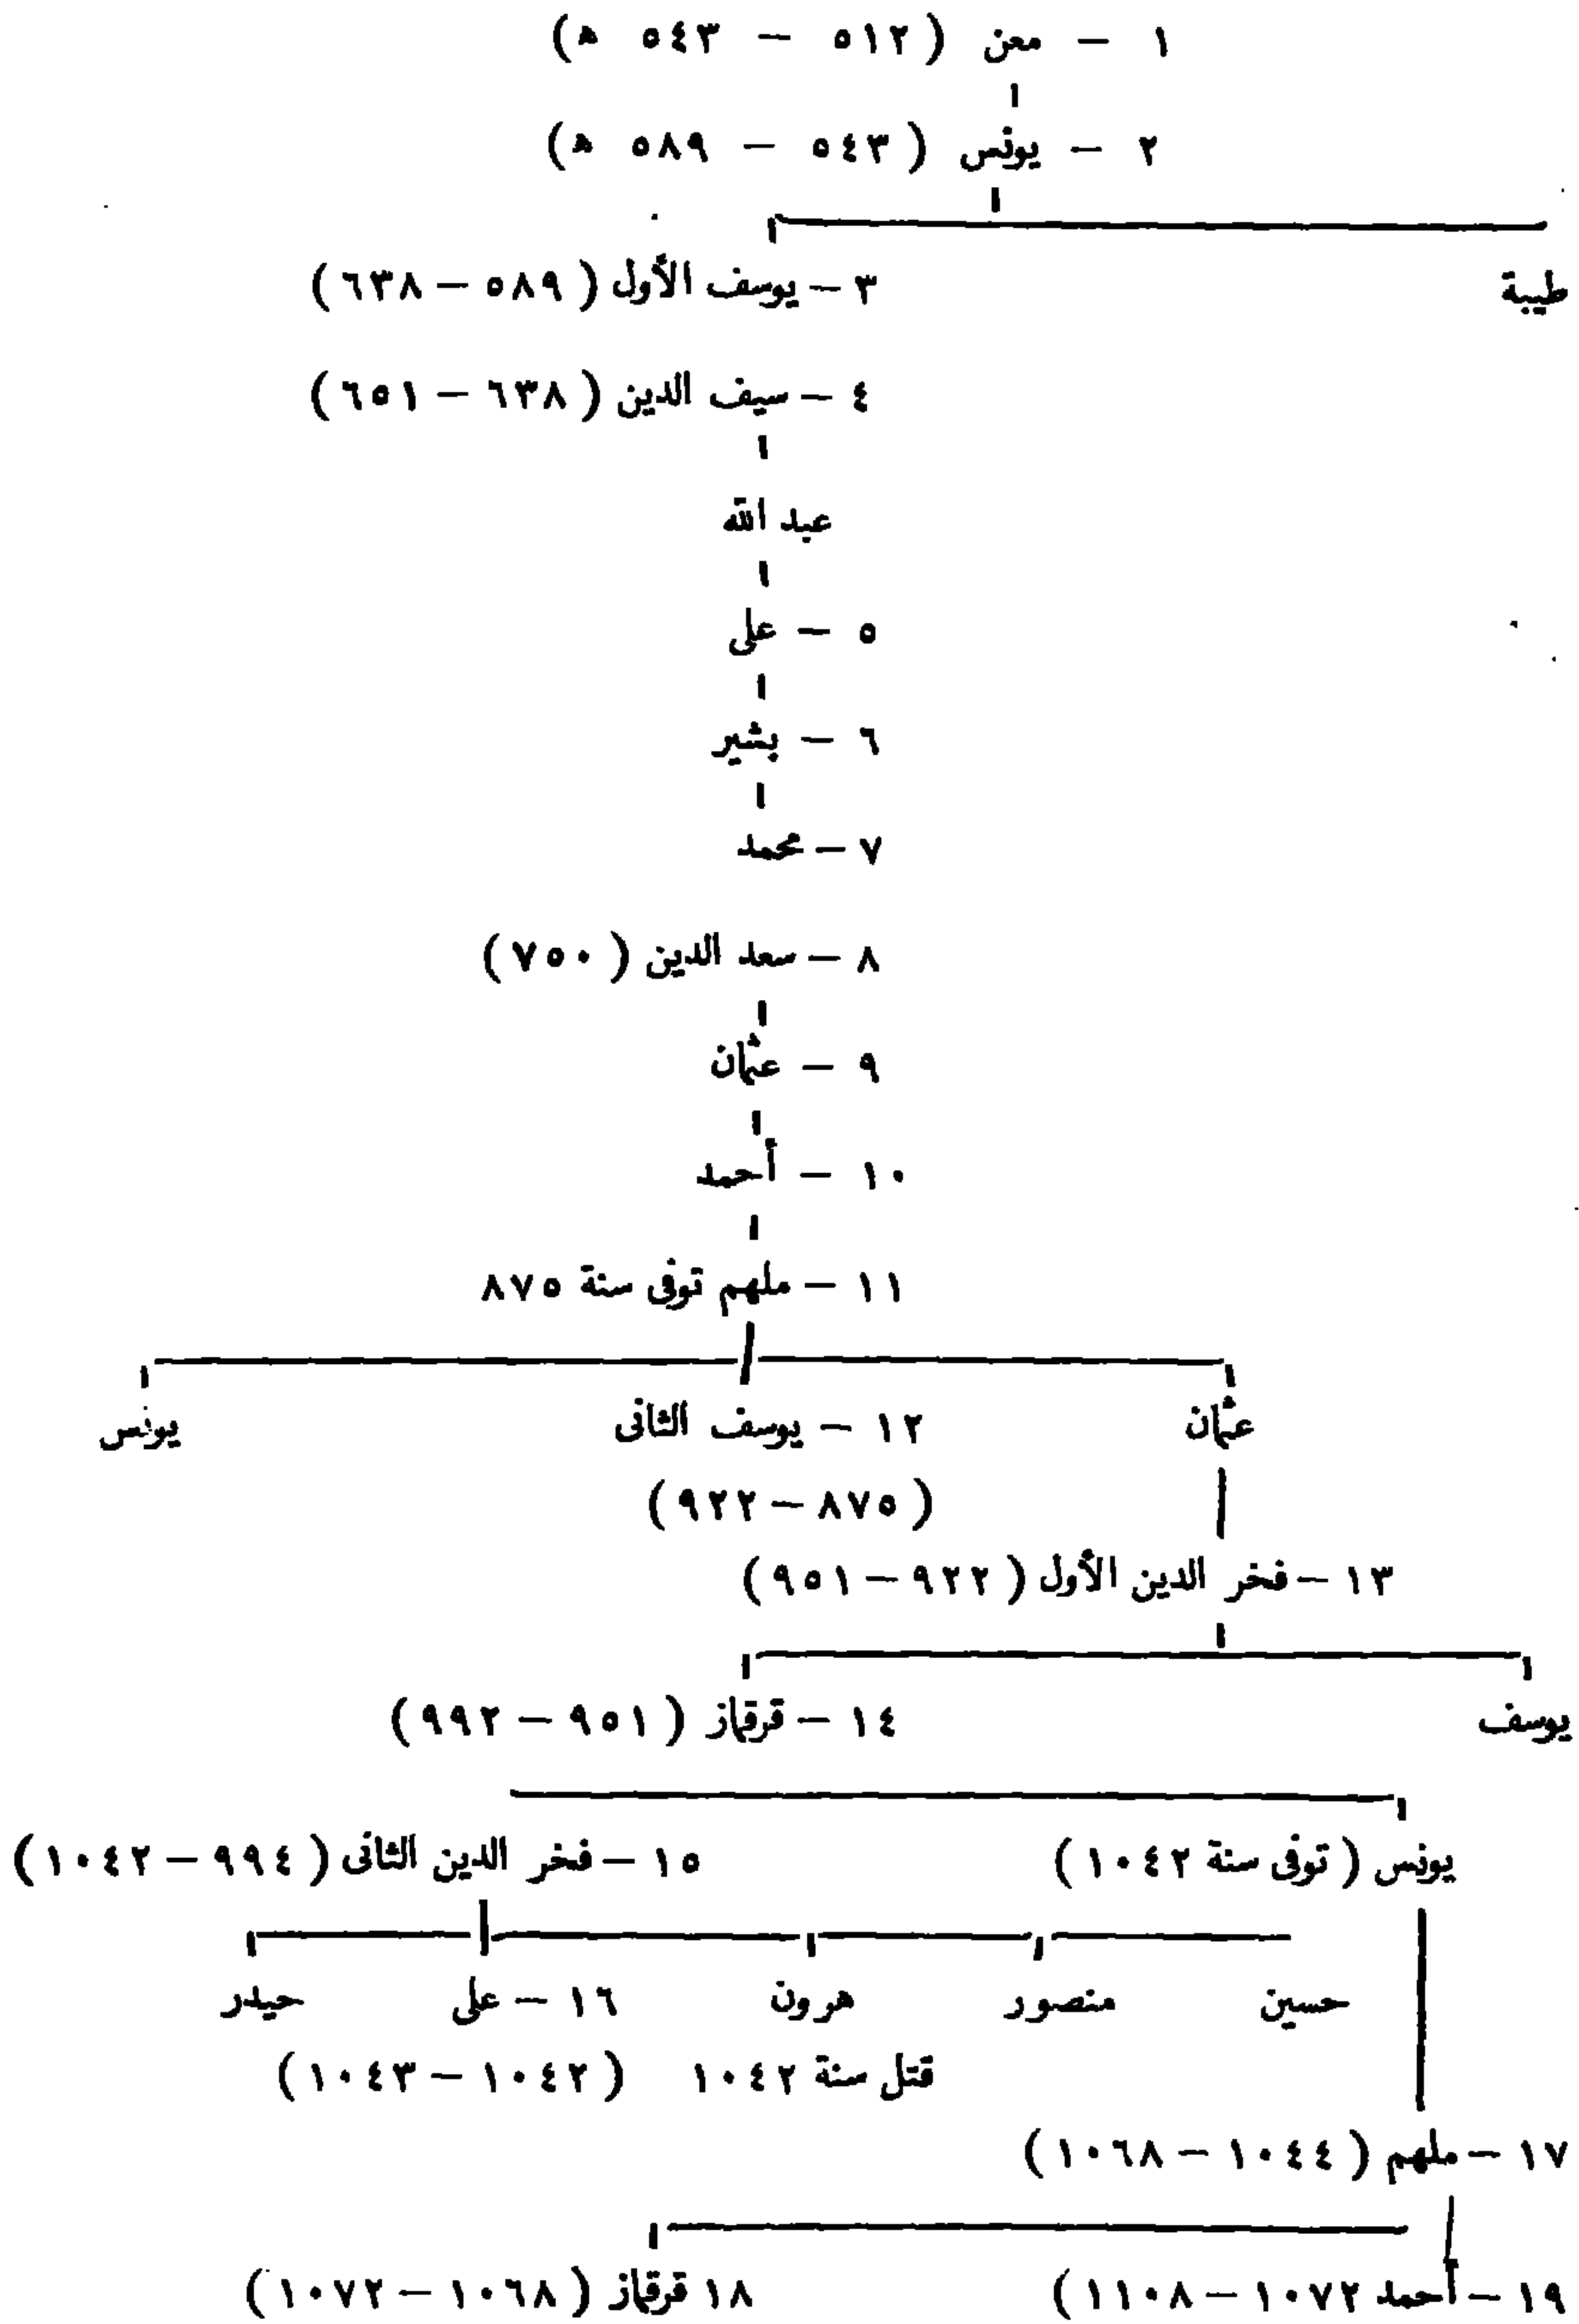 ١ – معن (٥١٢ – ٥٤٣ ه)
٢ – يونس (٥٤٣ – ٥٨٩ ه)
طيبة ٣ – يوسف الأول (٥٨٩ – ٦٣٨)
٤ – سيف الدين (٦٣٨ – ٦٥١)
عبد الله
٥ – على
٦ – بشير
٧ – محمد
٨ – سعد الدين (٧٥٠)
٩ – عثمان
١٠ – أحمد
١١ – ملهم توفى سنة ٨٧٥
عثمان ١٢ – يوسف الثانى يونس
(٨٧٥ – ٩٢٢)
١٣ – فخر الدين الأول (٩٢٢ – ٩٥١)
يوسف ١٤ – قرقماز (٩٥١ – ٩٩٢)
يونس (توفى سنة ١٠٤٢) ١٥ – فخر الدين الثانى (٩٩٤ – ١٠٤٢)
حسين منصور هرون ١٦ – على حيدر
قتل سنة ١٠٤٢ (١٠٤٢ – ١٠٤٣)
١٧ – ملهم (١٠٤٤ – ١٠٦٨)
١٩ – أحمد ١٠٧٢ – ١١٠٨) ١٨ قرقماز (١٠٦٨ – ١٠٧٢)